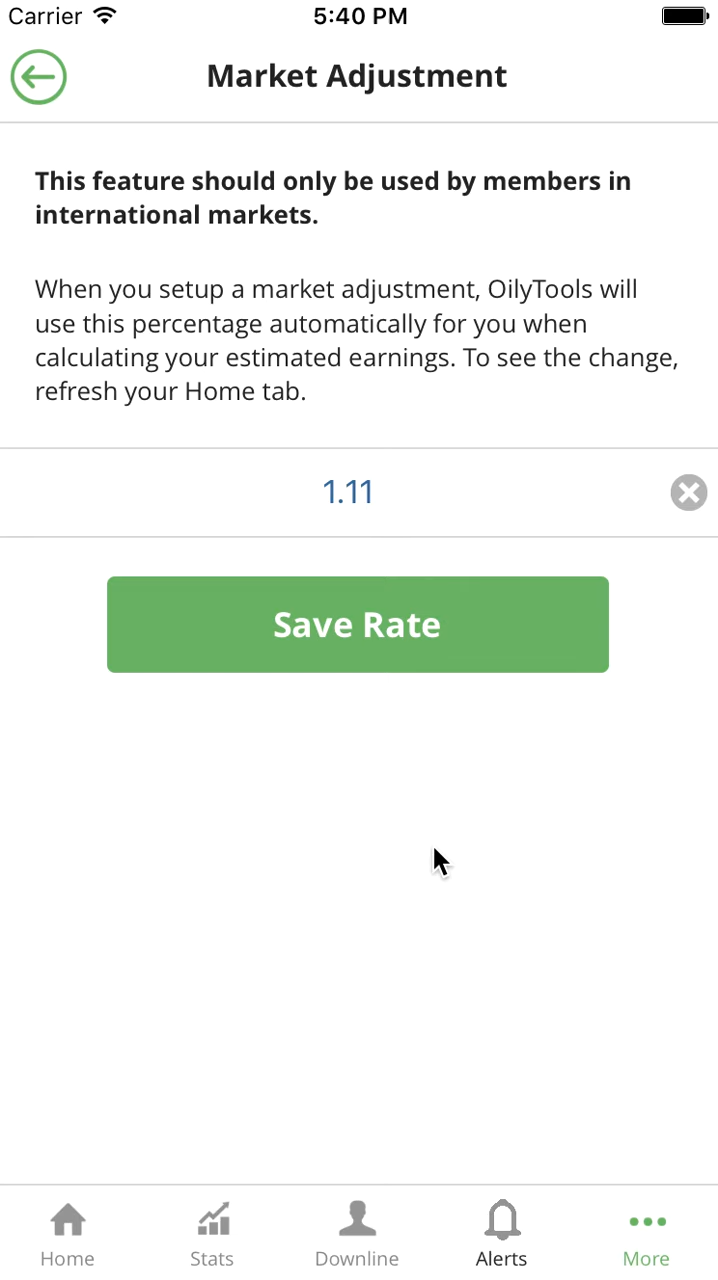 Carrier 5:40 PM
Market Adjustment
This feature should only be used by members in
international markets.
When you setup a market adjustment, OilyTools will
use this percentage automatically for you when
calculating your estimated earnings. To see the change,
refresh your Home tab.
1.11
Save Rate
Home Stats Downline Alerts More